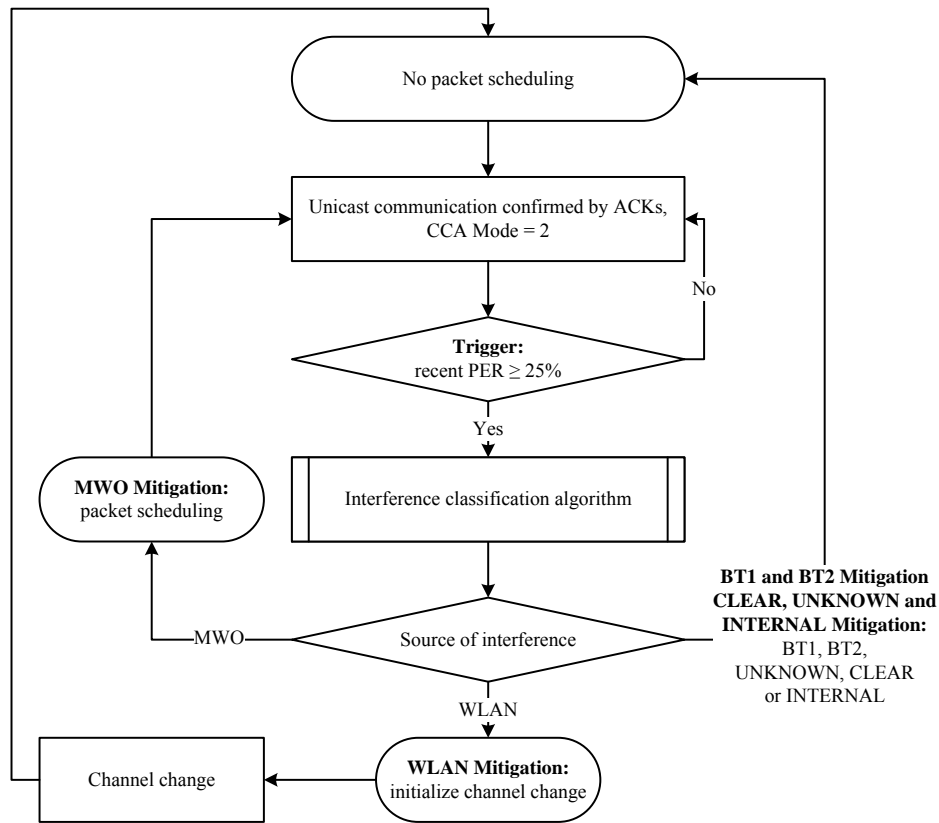 No packet scheduling
Unicast communication confirmed by ACKs,
CCA Mode = 2
No
Trigger:
recent PER ≥ 25%
Yes
MWO Mitigation:
packet scheduling
Interference classification algorithm
BT1 and BT2 Mitigation
CLEAR, UNKNOWN and
INTERNAL Mitigation:
BT1, BT2,
UNKNOWN, CLEAR
or INTERNAL
MWO
Source of interference
WLAN
Channel change
WLAN Mitigation:
initialize channel change